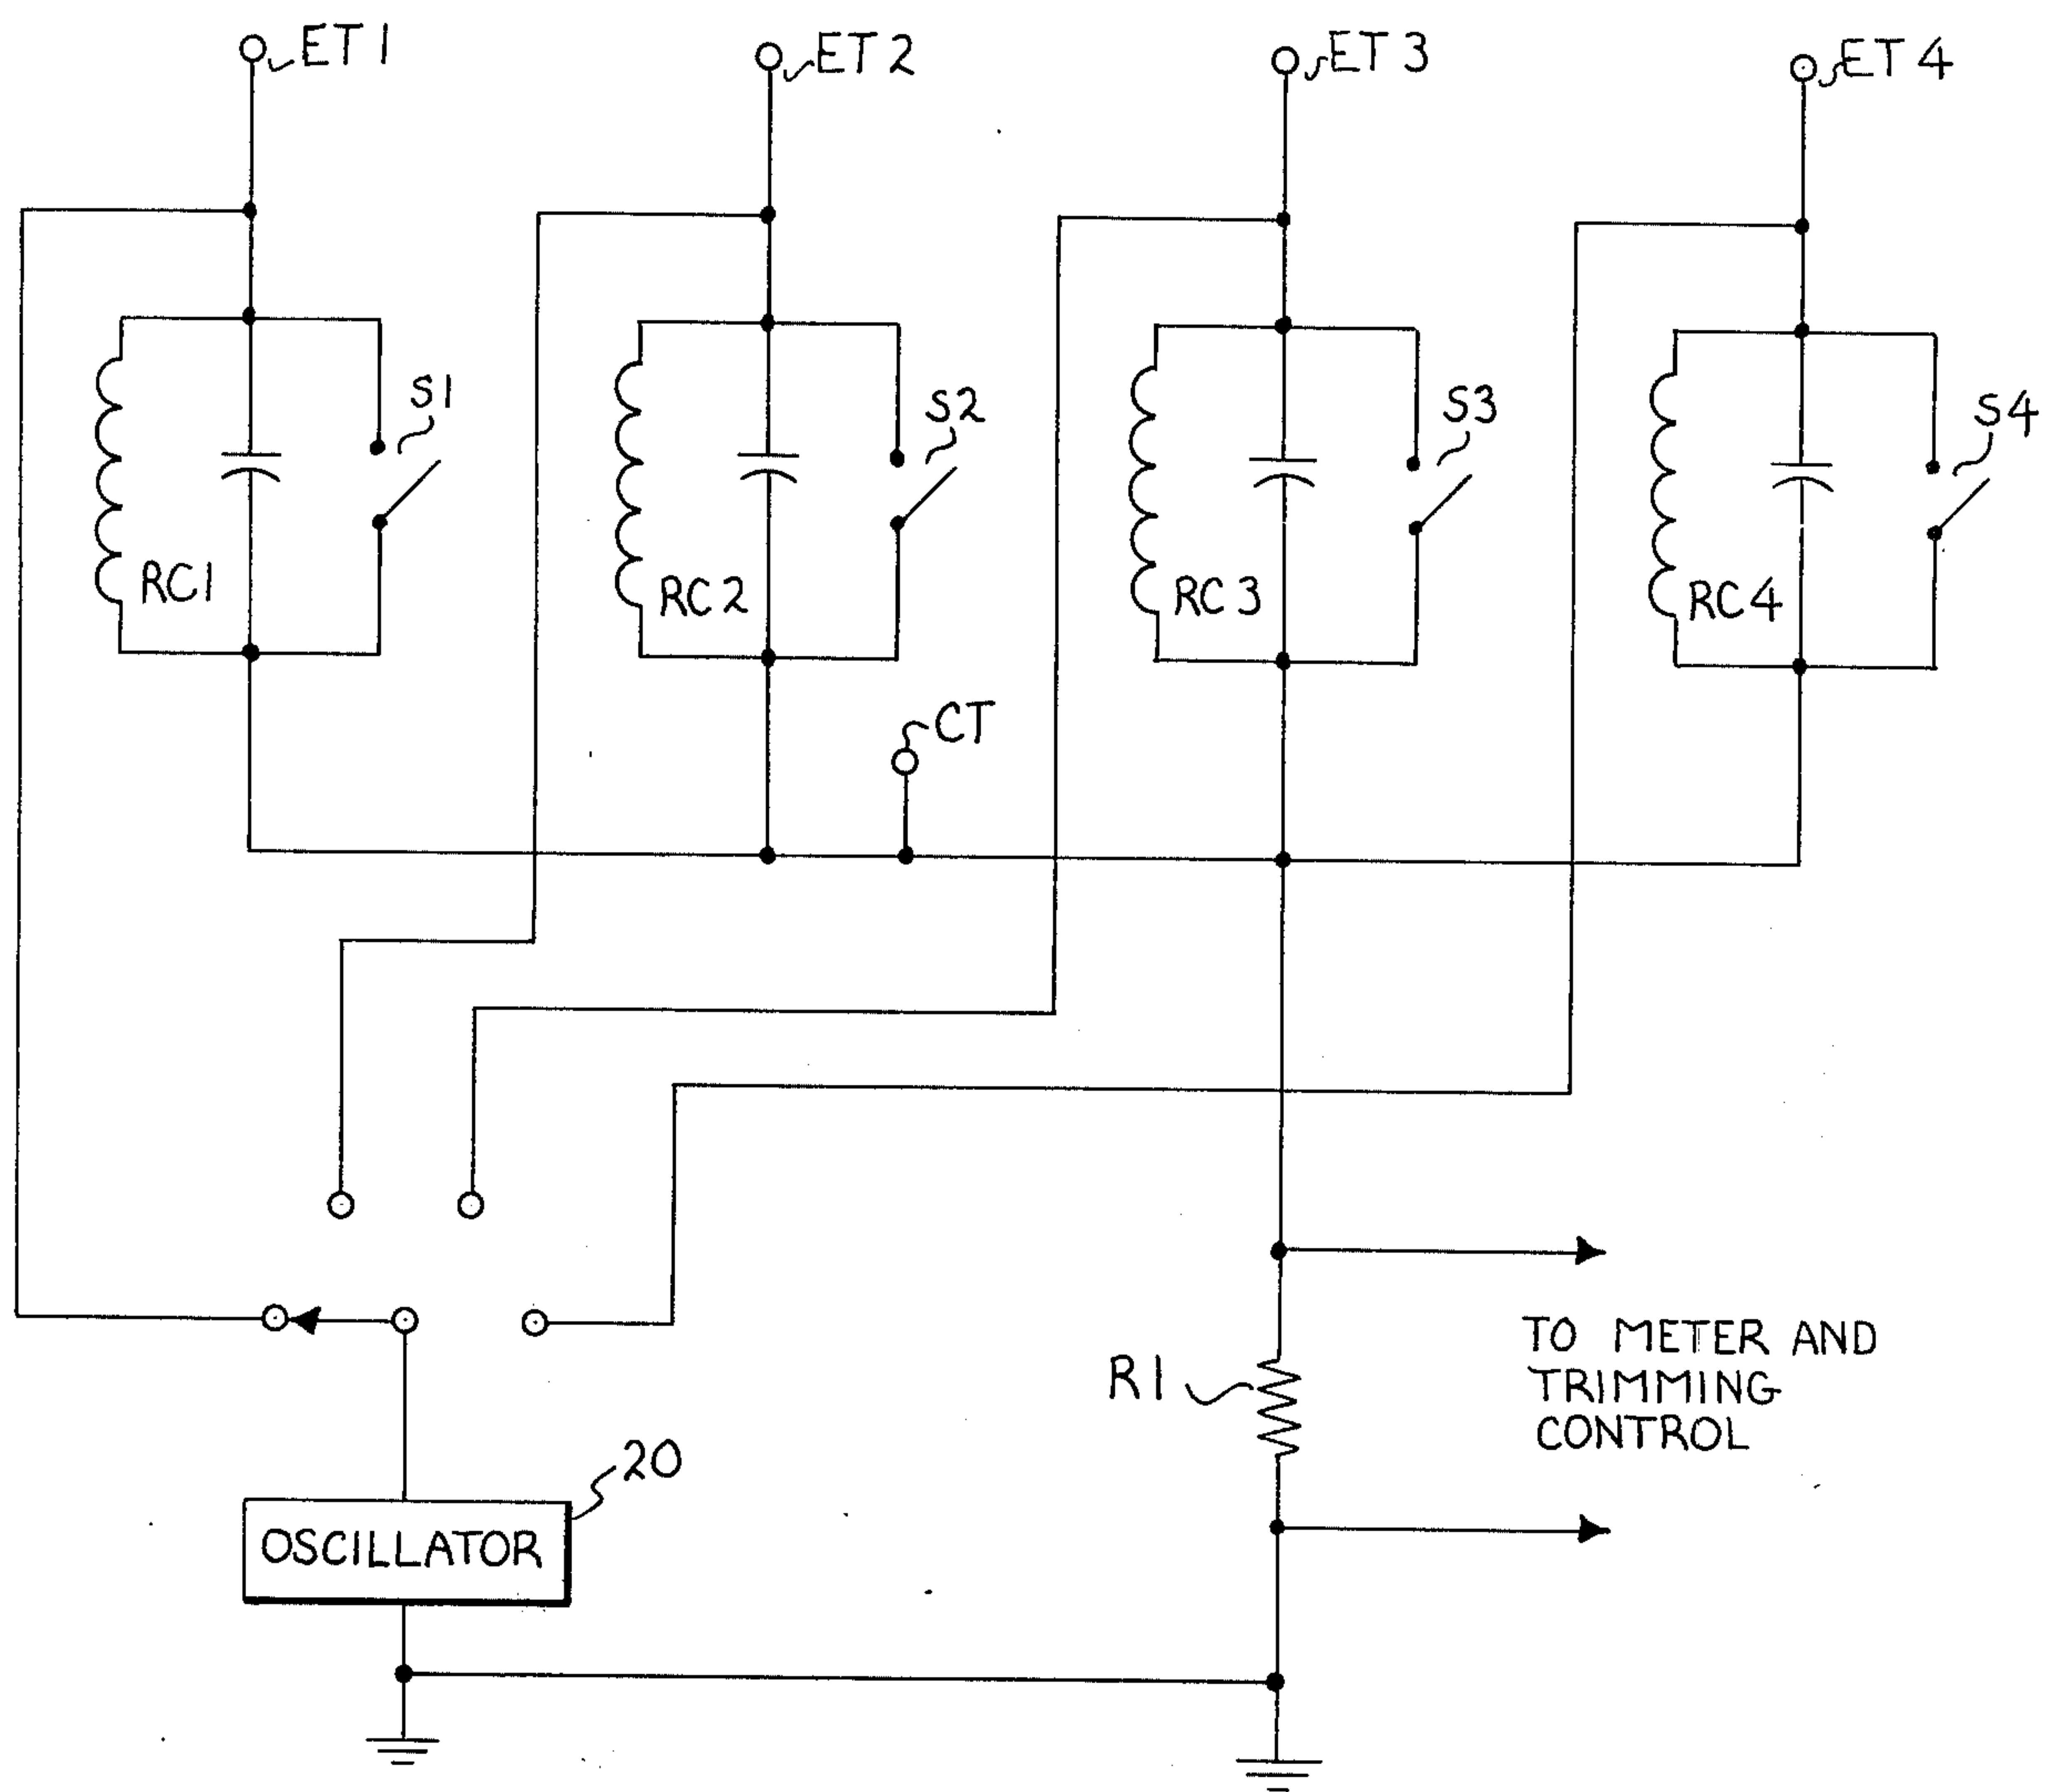 ET1
ET2
ET3
ET4
S1
S2
S3
S4
RC1
RC2
RC3
RC4
CT
TO METER AND
TRIMMING
CONTROL
R1
20
OSCILLATOR